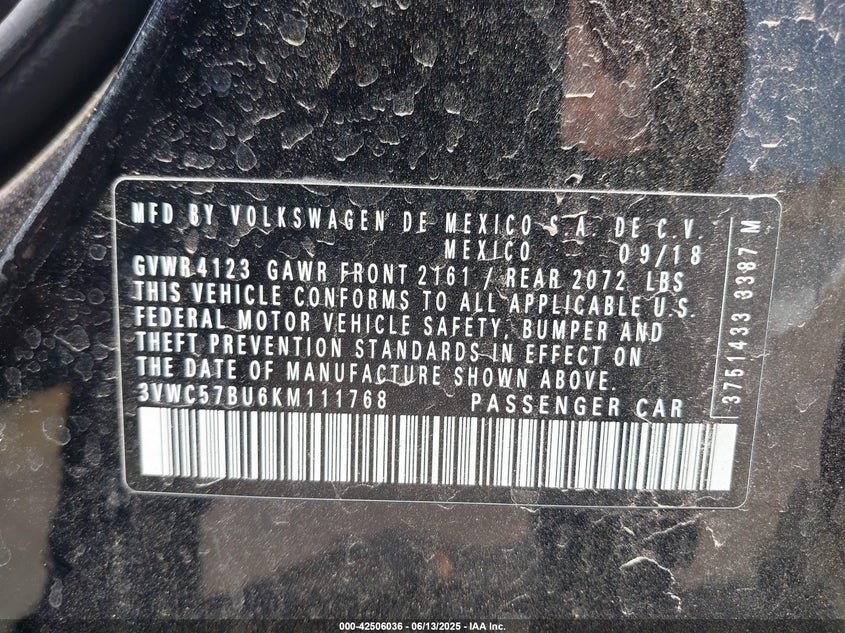 MFD BY VOLKSWAGEN DE MEXICO S.A. DE C.V.
MEXICO 09/18
GVWR4123 GAWR FRONT 2161 / REAR 2072 LBS
THIS VEHICLE CONFORMS TO ALL APPLICABLE U.S.
FEDERAL MOTOR VEHICLE SAFETY, BUMPER AND
THEFT PREVENTION STANDARDS IN EFFECT ON
THE DATE OF MANUFACTURE SHOWN ABOVE.
3VWC57BU6KM111768 PASSENGER CAR
3751433 3387 M
000-42506036 - 06/13/2025 - IAA Inc.